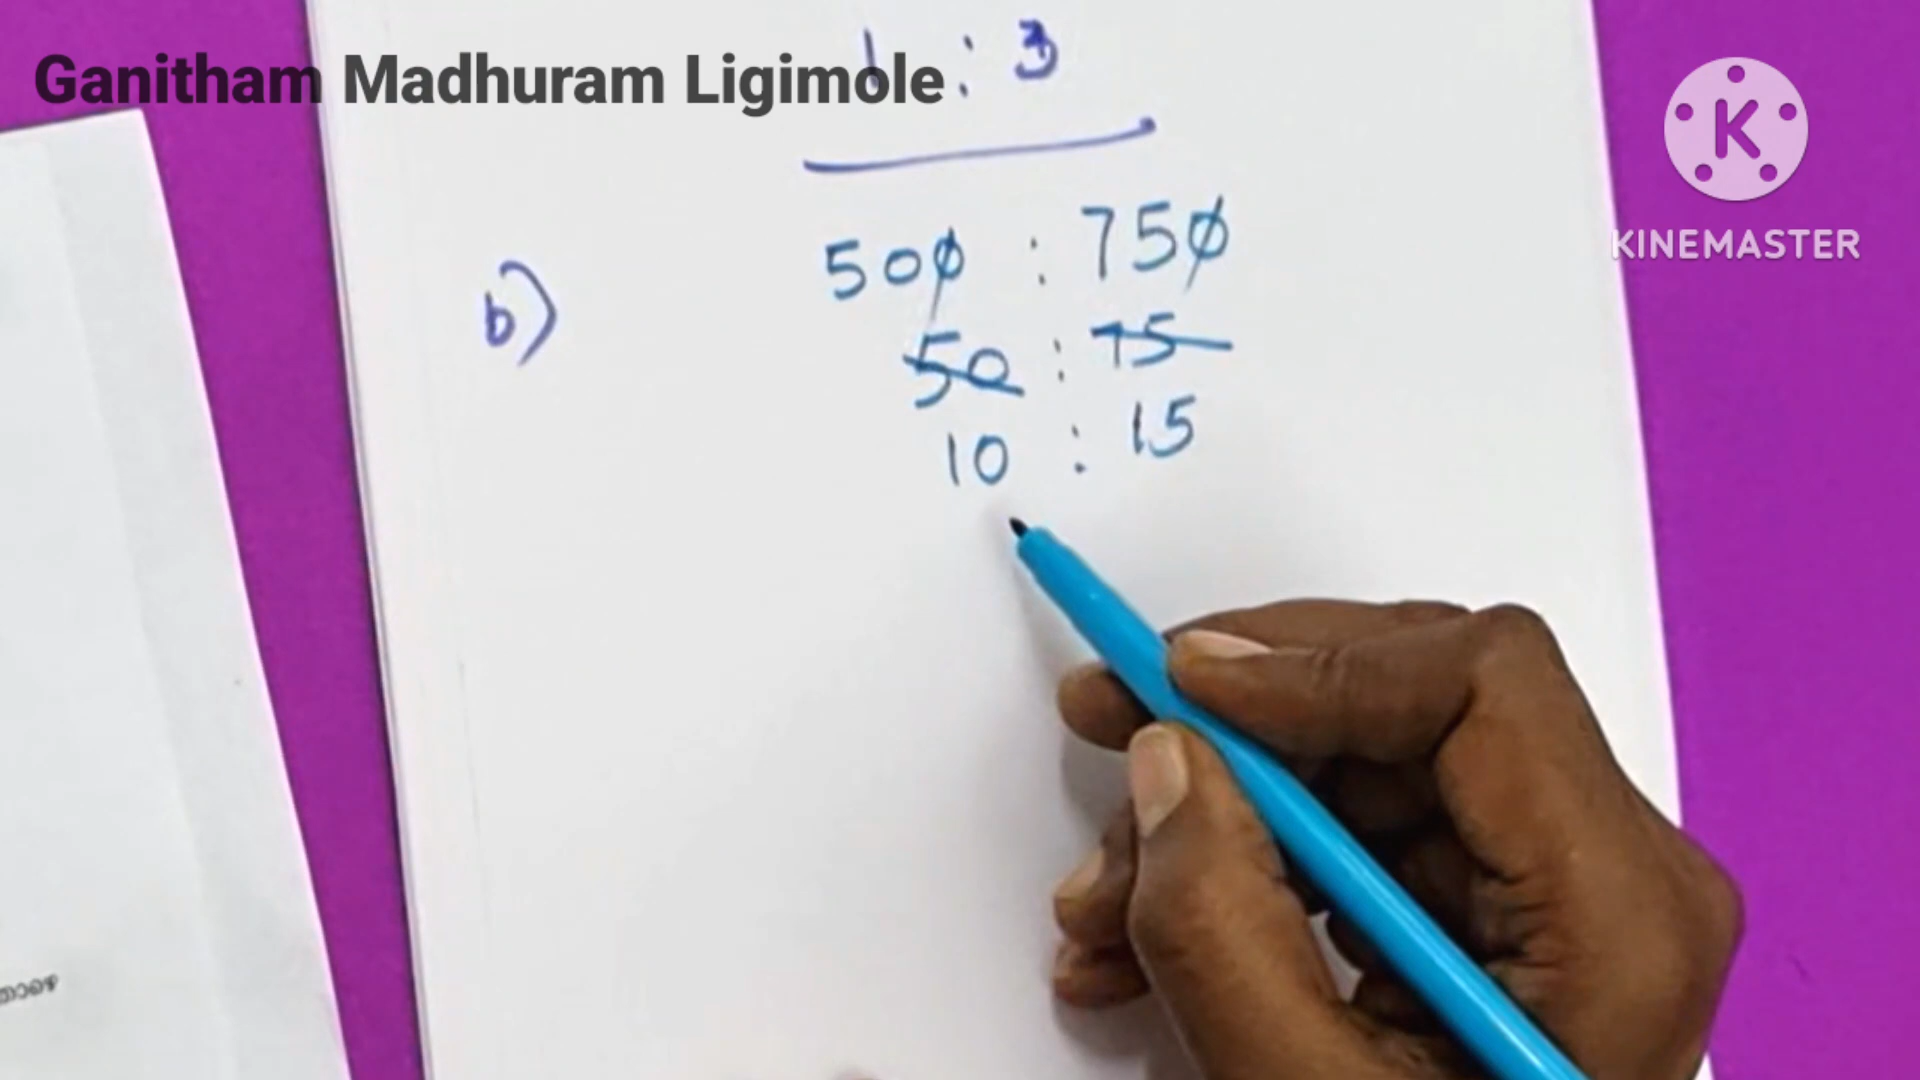 1 : 3
Ganitham Madhuram Ligimole
KINEMASTER
b) 500 : 750
50 : 75
10 : 15